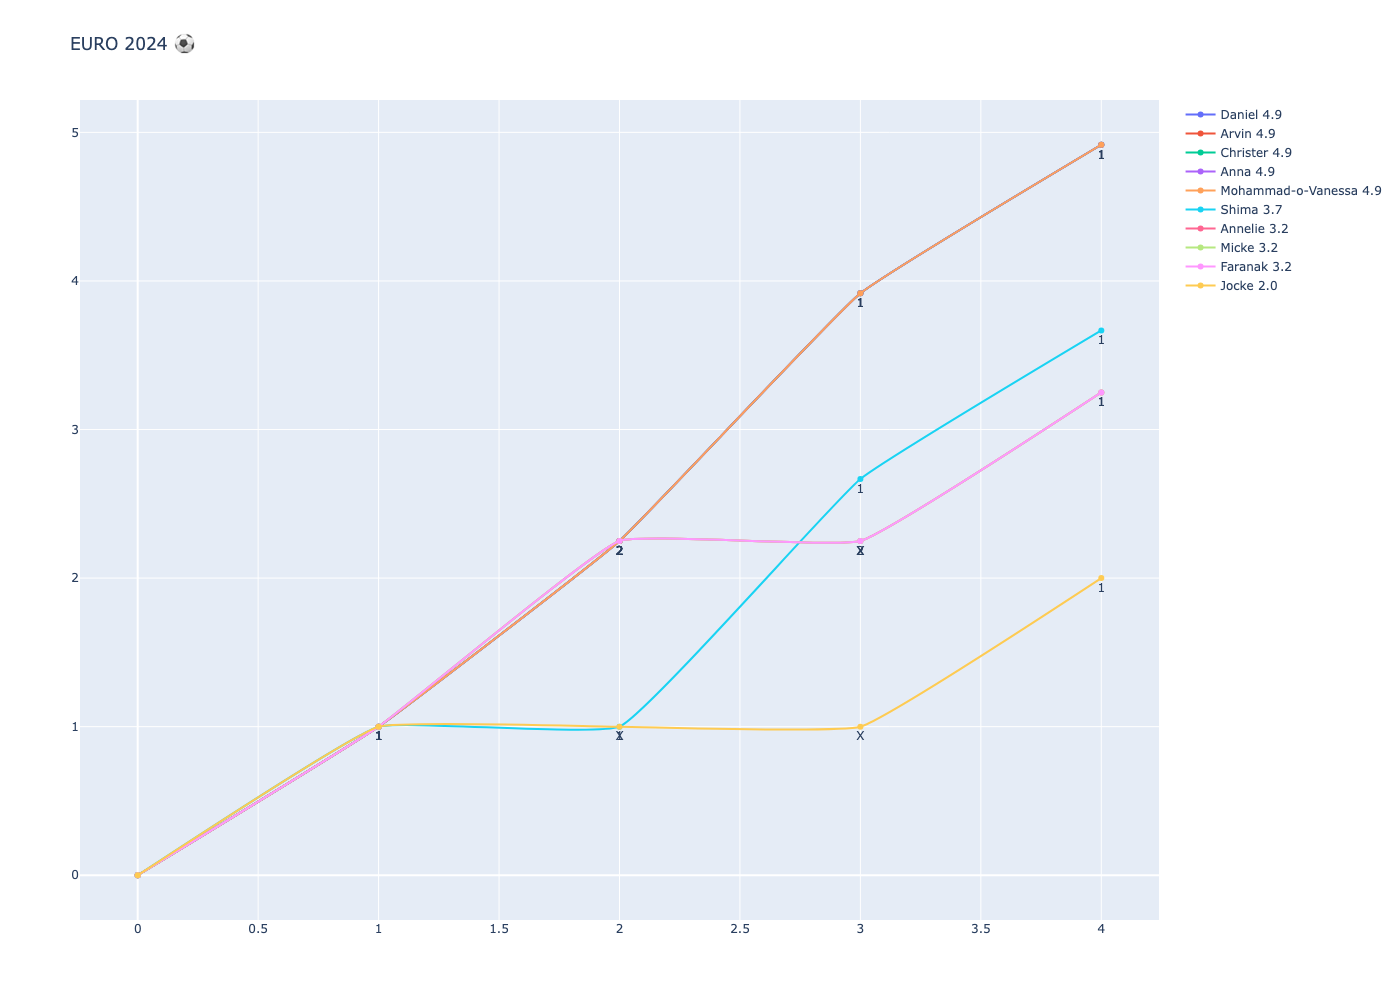 EURO 2024 ⚽
5
4
3
2
1
0
0 0.5 1 1.5 2 2.5 3 3.5 4
Daniel 4.9
Arvin 4.9
Christer 4.9
Anna 4.9
Mohammad-o-Vanessa 4.9
Shima 3.7
Annelie 3.2
Micke 3.2
Faranak 3.2
Jocke 2.0
1
1
1
1
1
2
1
X
1